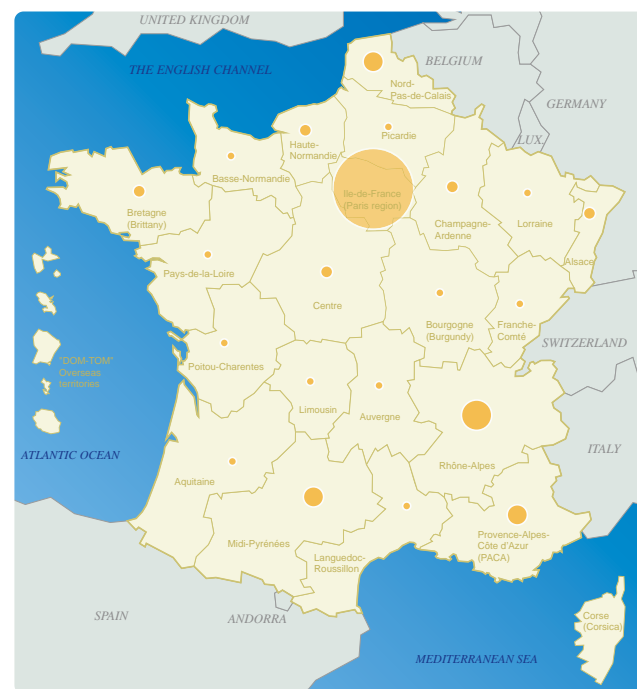 UNITED KINGDOM
BELGIUM
THE ENGLISH CHANNEL
Nord-
Pas-de-Calais
GERMANY
Picardie
LUX.
Haute-
Normandie
Basse-Normandie
Ile-de-France
(Paris region)
Bretagne
(Brittany)
Champagne-
Ardenne
Lorraine
Alsace
Pays-de-la-Loire
Centre
Bourgogne
(Burgundy)
Franche-
Comté
SWITZERLAND
"DOM-TOM"
Overseas
territories
Poitou-Charentes
Limousin
Auvergne
ITALY
ATLANTIC OCEAN
Rhône-Alpes
Aquitaine
Midi-Pyrénées
Languedoc-
Roussillon
Provence-Alpes-
Côte d'Azur
(PACA)
SPAIN
ANDORRA
Corse
(Corsica)
MEDITERRANEAN SEA